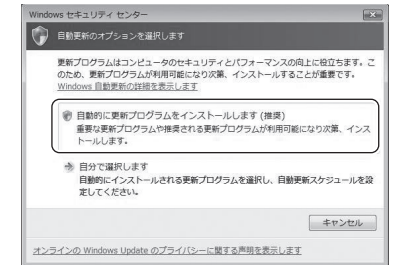 Windows セキュリティ センター
自動更新のオプションを選択します
更新プログラムはコンピュータのセキュリティとパフォーマンスの向上に役立ちます。こ
のため、更新プログラムが利用可能になり次第、インストールすることが重要です。
Windows 自動更新の詳細を表示します
自動的に更新プログラムをインストールします (推奨)
重要な更新プログラムや推奨される更新プログラムが利用可能になり次第、インス
トールします。
自分で選択します
自動的にインストールされる更新プログラムを選択し、自動更新スケジュールを設
定してください。
キャンセル
オンラインの Windows Update のプライバシーに関する声明を表示します